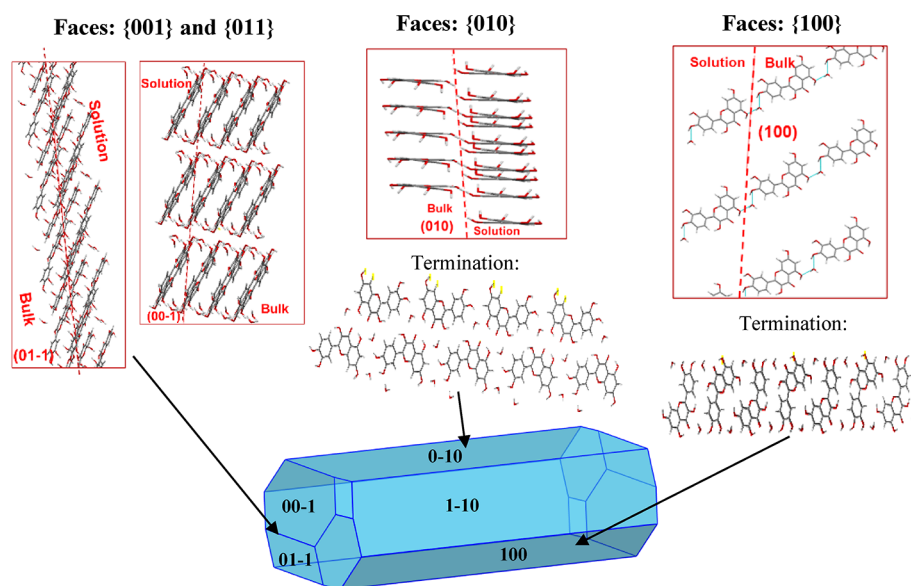 Faces: {001} and {011}
Faces: {010}
Faces: {100}
Solution
Bulk
(01-1)
Solution
(00-1)
Bulk
Bulk
(010)
Solution
Solution
Bulk
(100)
Termination:
Termination:
0-10
00-1
1-10
01-1
100